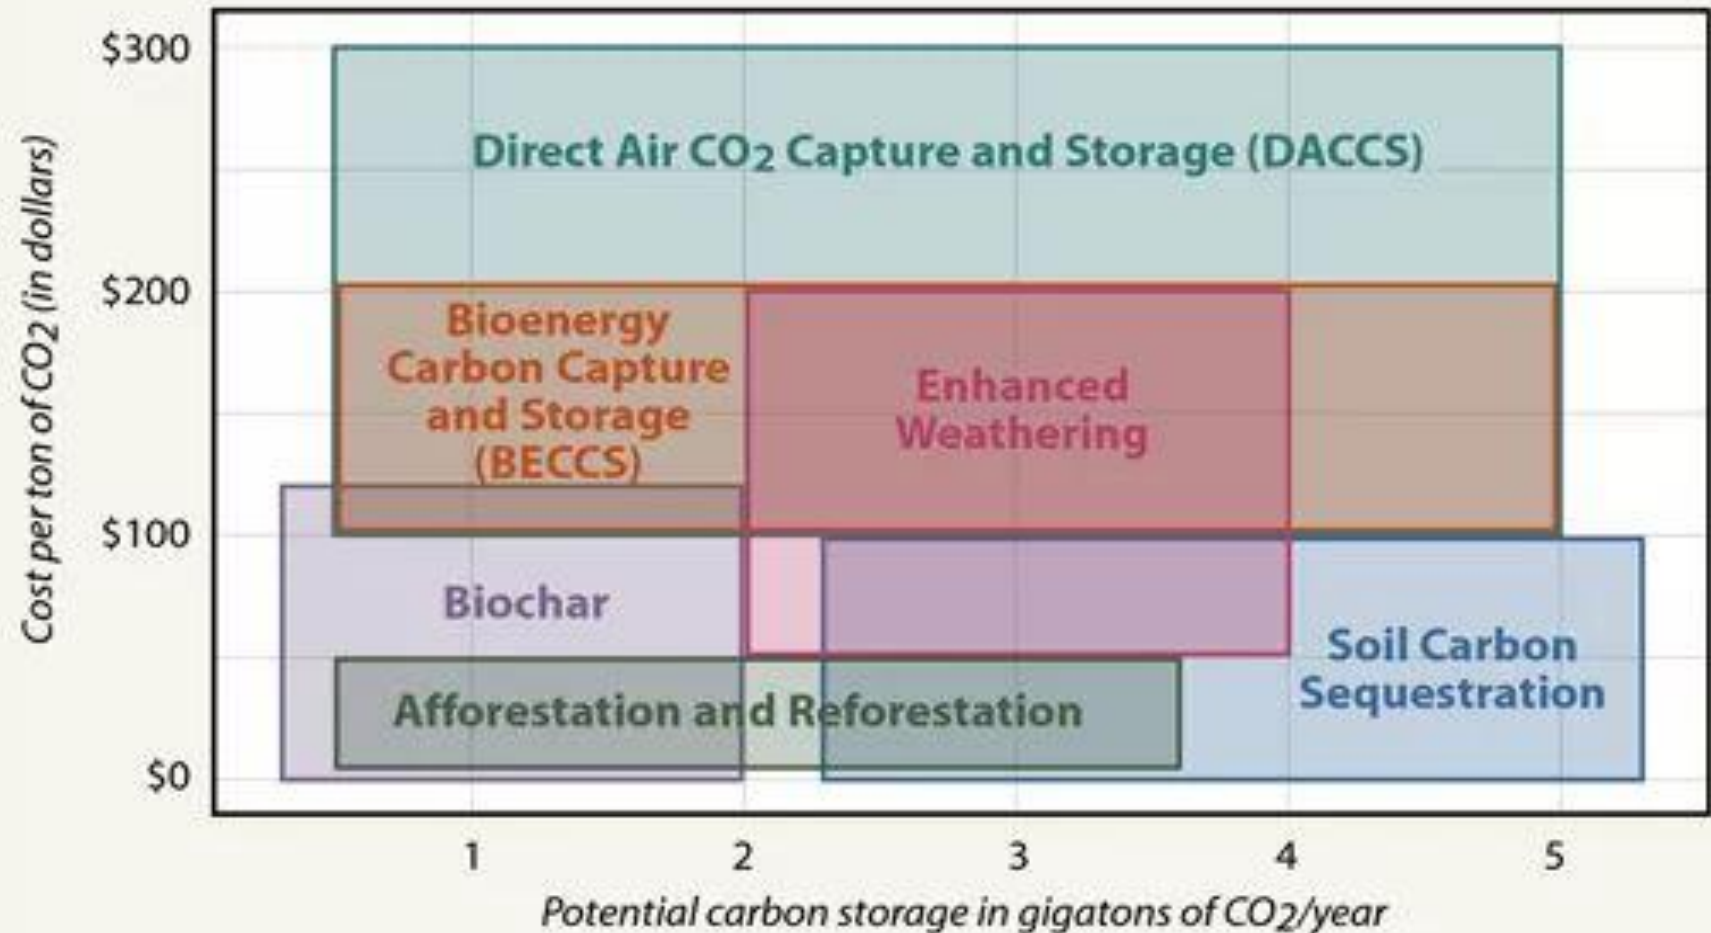 $300
$200
$100
$0
Cost per ton of CO2 (in dollars)
Direct Air CO2 Capture and Storage (DACCS)
Bioenergy
Carbon Capture
and Storage
(BECCS)
Enhanced
Weathering
Biochar
Soil Carbon
Sequestration
Afforestation and Reforestation
1
2
3
4
5
Potential carbon storage in gigatons of CO2/year